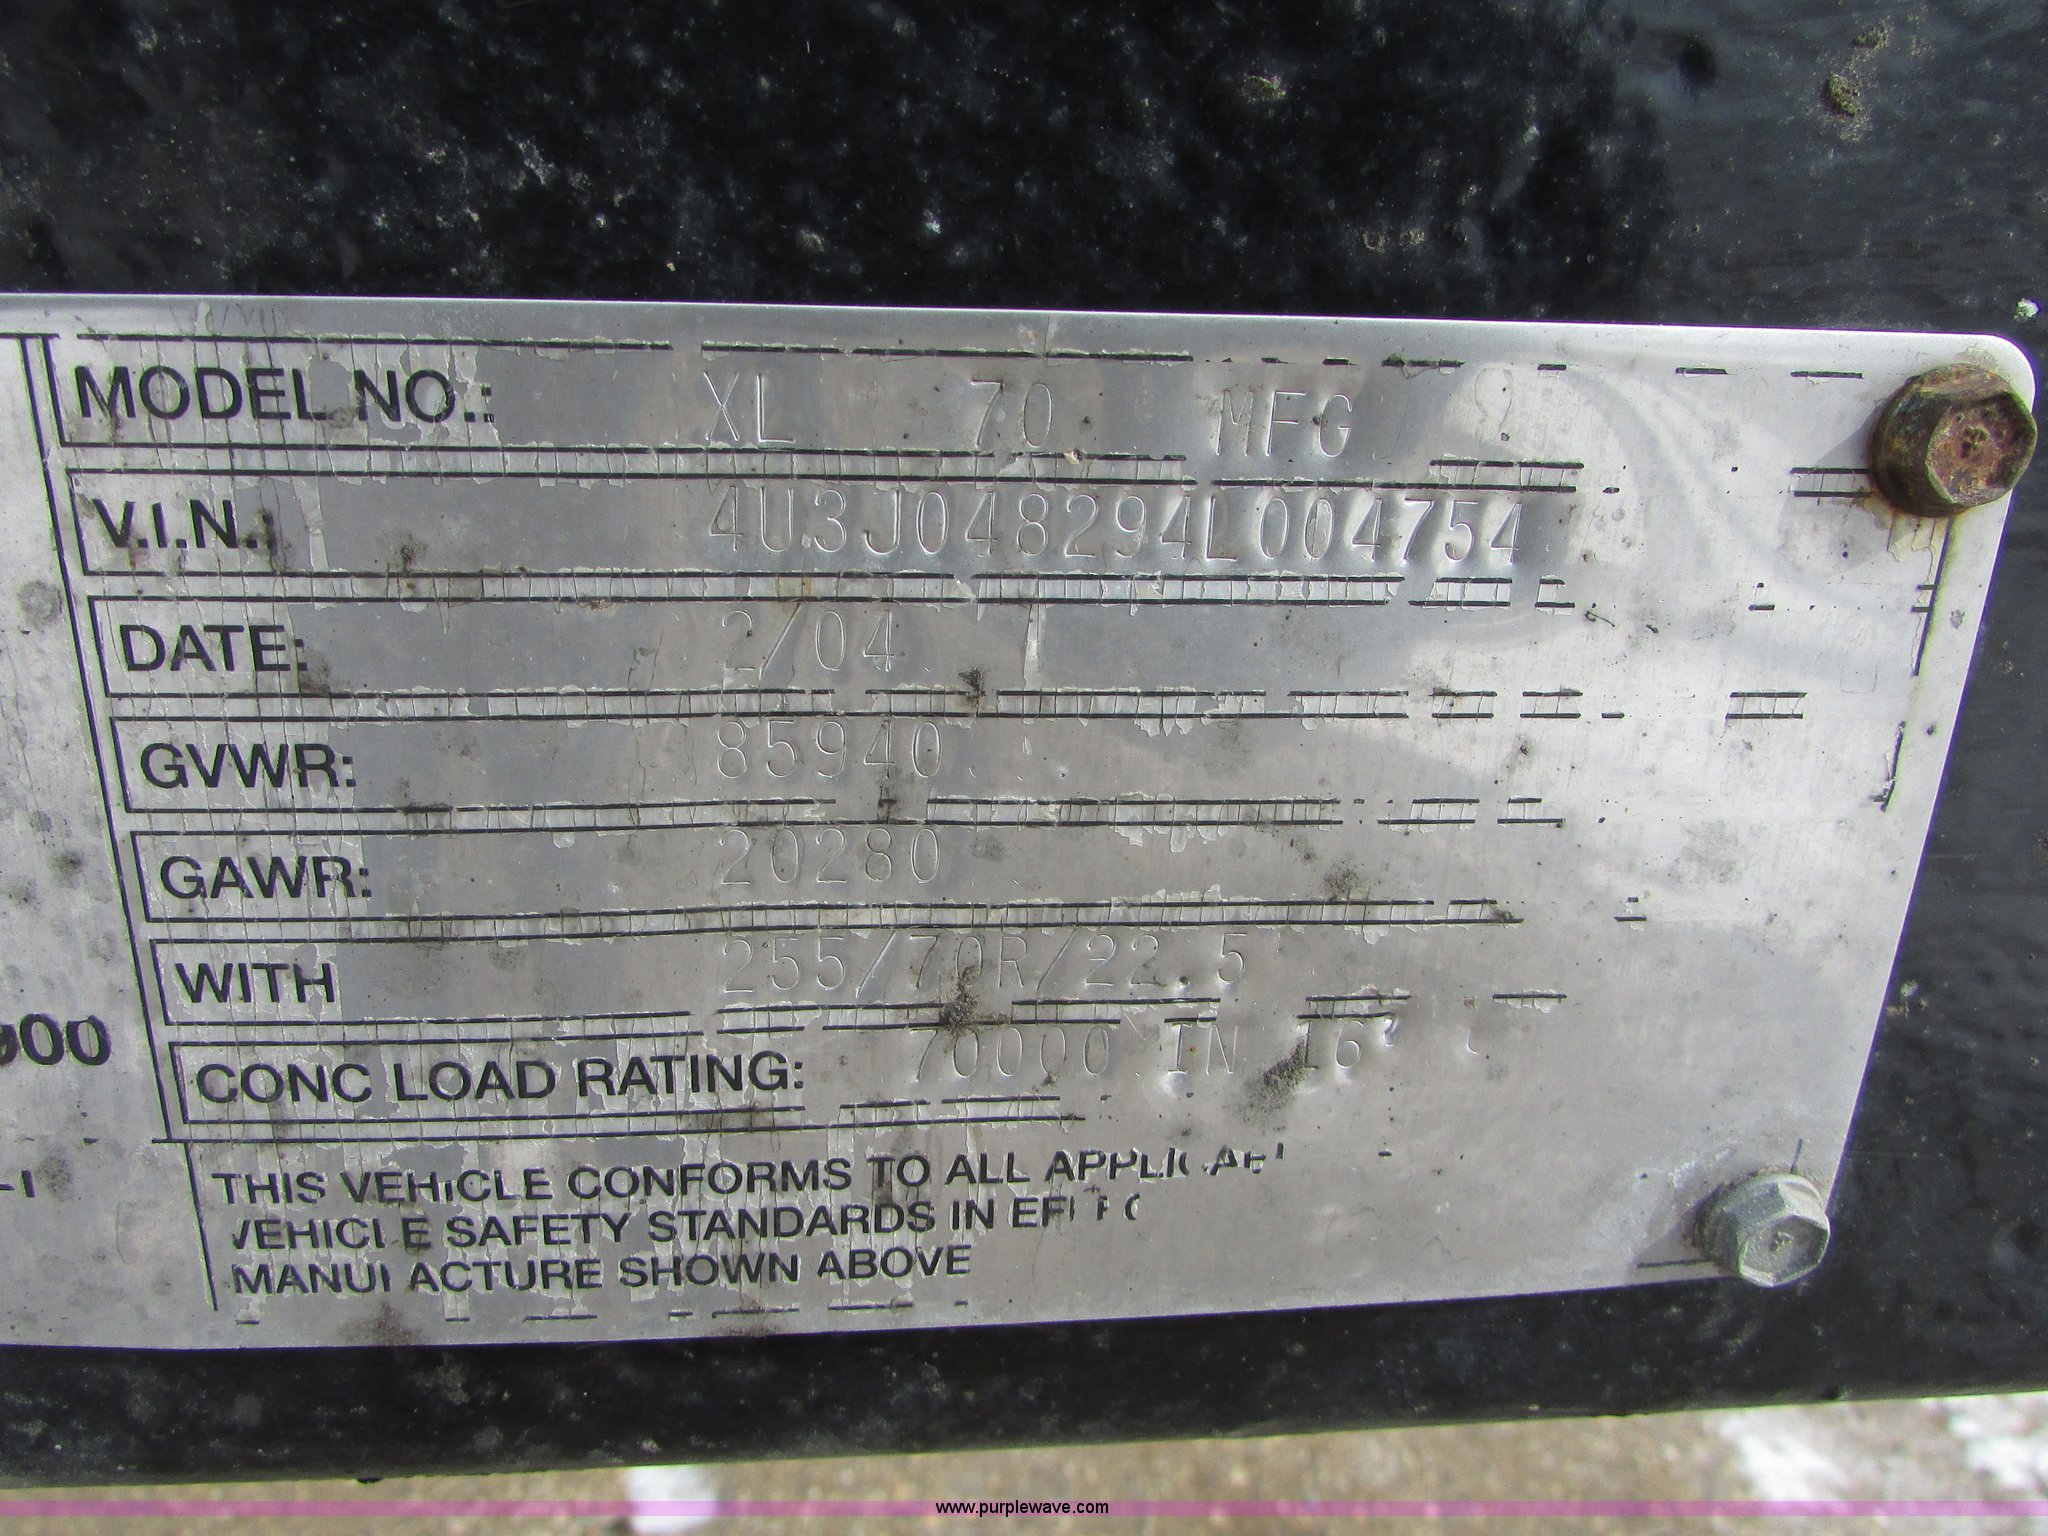 MODEL NO.: XL 70 MFG
V.I.N.: 4U3J048294L004754
DATE: 2/04
GVWR: 85940
GAWR: 20280
WITH 255/70R/22.5
CONC LOAD RATING: 70000 IN 16'
THIS VEHICLE CONFORMS TO ALL
VEHICLE SAFETY STANDARDS IN
MANUFACTURE SHOWN ABOVE
www.purplewave.com